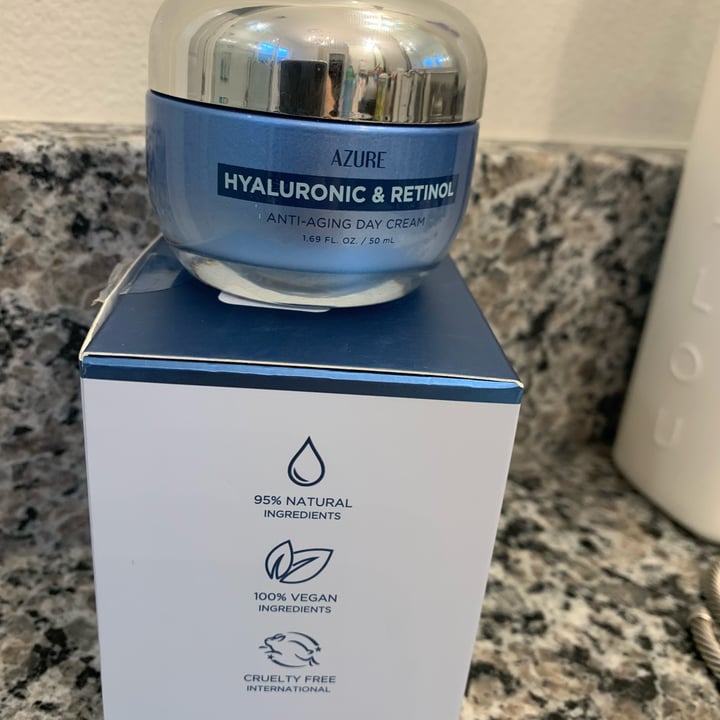 AZURE
HYALURONIC & RETINOL
ANTI-AGING DAY CREAM
1.69 FL. OZ. / 50 mL
95% NATURAL
INGREDIENTS
100% VEGAN
INGREDIENTS
CRUELTY FREE
INTERNATIONAL
L
O
U